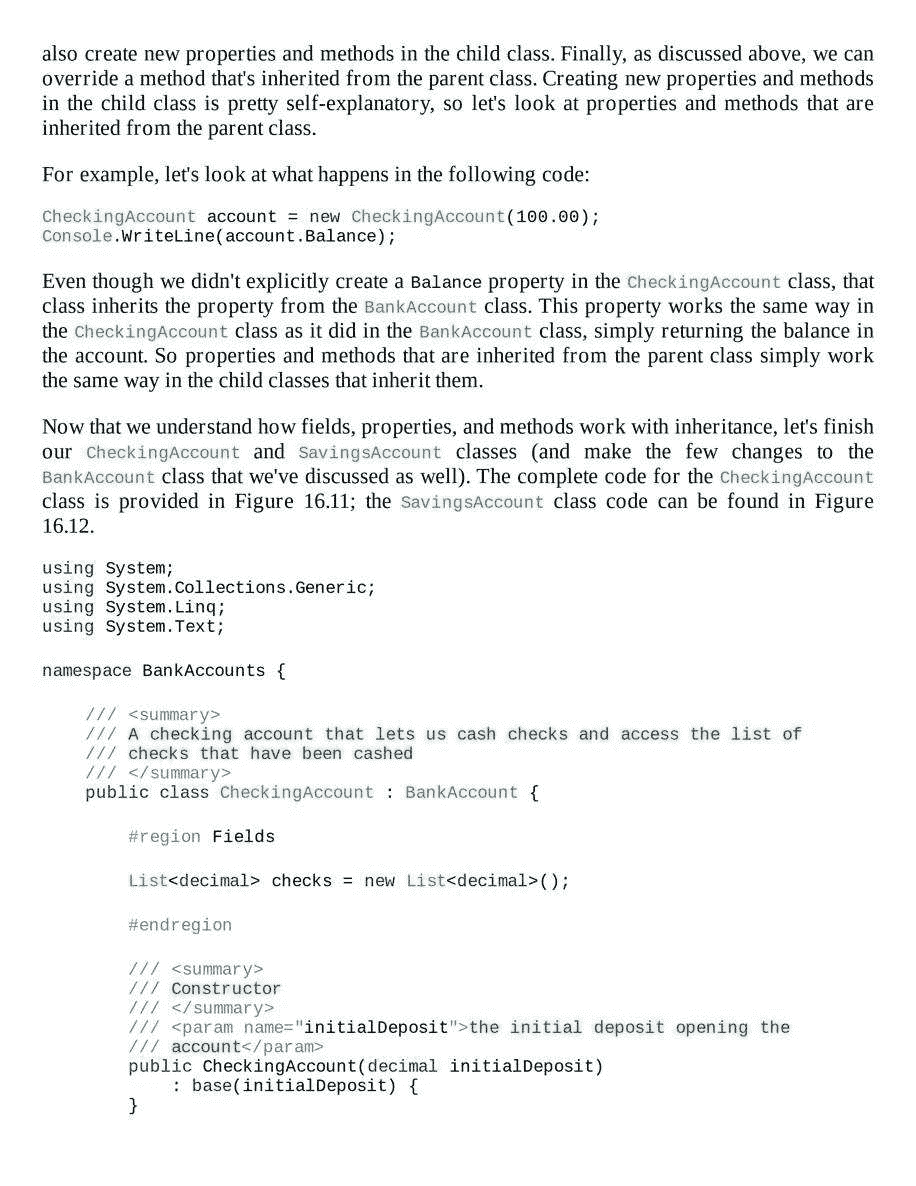 also create new properties and methods in the child class. Finally, as discussed above, we can
override a method that's inherited from the parent class. Creating new properties and methods
in the child class is pretty self-explanatory, so let's look at properties and methods that are
inherited from the parent class.
For example, let's look at what happens in the following code:
CheckingAccount account = new CheckingAccount(100.00);
Console.WriteLine(account.Balance);
Even though we didn't explicitly create a Balance property in the CheckingAccount class, that
class inherits the property from the BankAccount class. This property works the same way in
the CheckingAccount class as it did in the BankAccount class, simply returning the balance in
the account. So properties and methods that are inherited from the parent class simply work
the same way in the child classes that inherit them.
Now that we understand how fields, properties, and methods work with inheritance, let's finish
our CheckingAccount and SavingsAccount classes (and make the few changes to the
BankAccount class that we've discussed as well). The complete code for the CheckingAccount
class is provided in Figure 16.11; the SavingsAccount class code can be found in Figure
16.12.
using System;
using System.Collections.Generic;
using System.Linq;
using System.Text;
namespace BankAccounts {
/// <summary>
/// A checking account that lets us cash checks and access the list of
/// checks that have been cashed
/// </summary>
public class CheckingAccount : BankAccount {
#region Fields
List<decimal> checks = new List<decimal>();
#endregion
/// <summary>
/// Constructor
/// </summary>
/// <param name="initialDeposit">the initial deposit opening the
/// account</param>
public CheckingAccount(decimal initialDeposit)
: base(initialDeposit) {
}